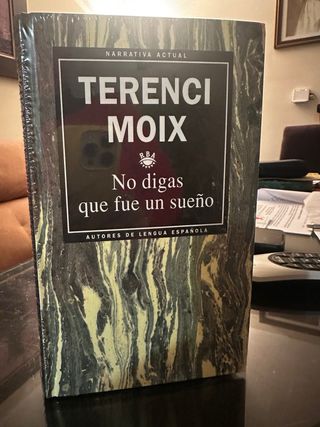 NARRATIVA ACTUAL
TERENCI
MOIX
RBA
No digas
que fue un sueño
AUTORES DE LENGUA ESPAÑOLA